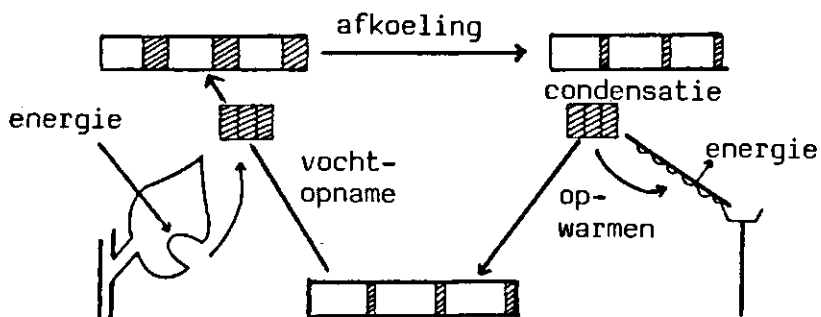 afkoeling
condensatie
energie
energie
vocht-
opname
op-
warmen